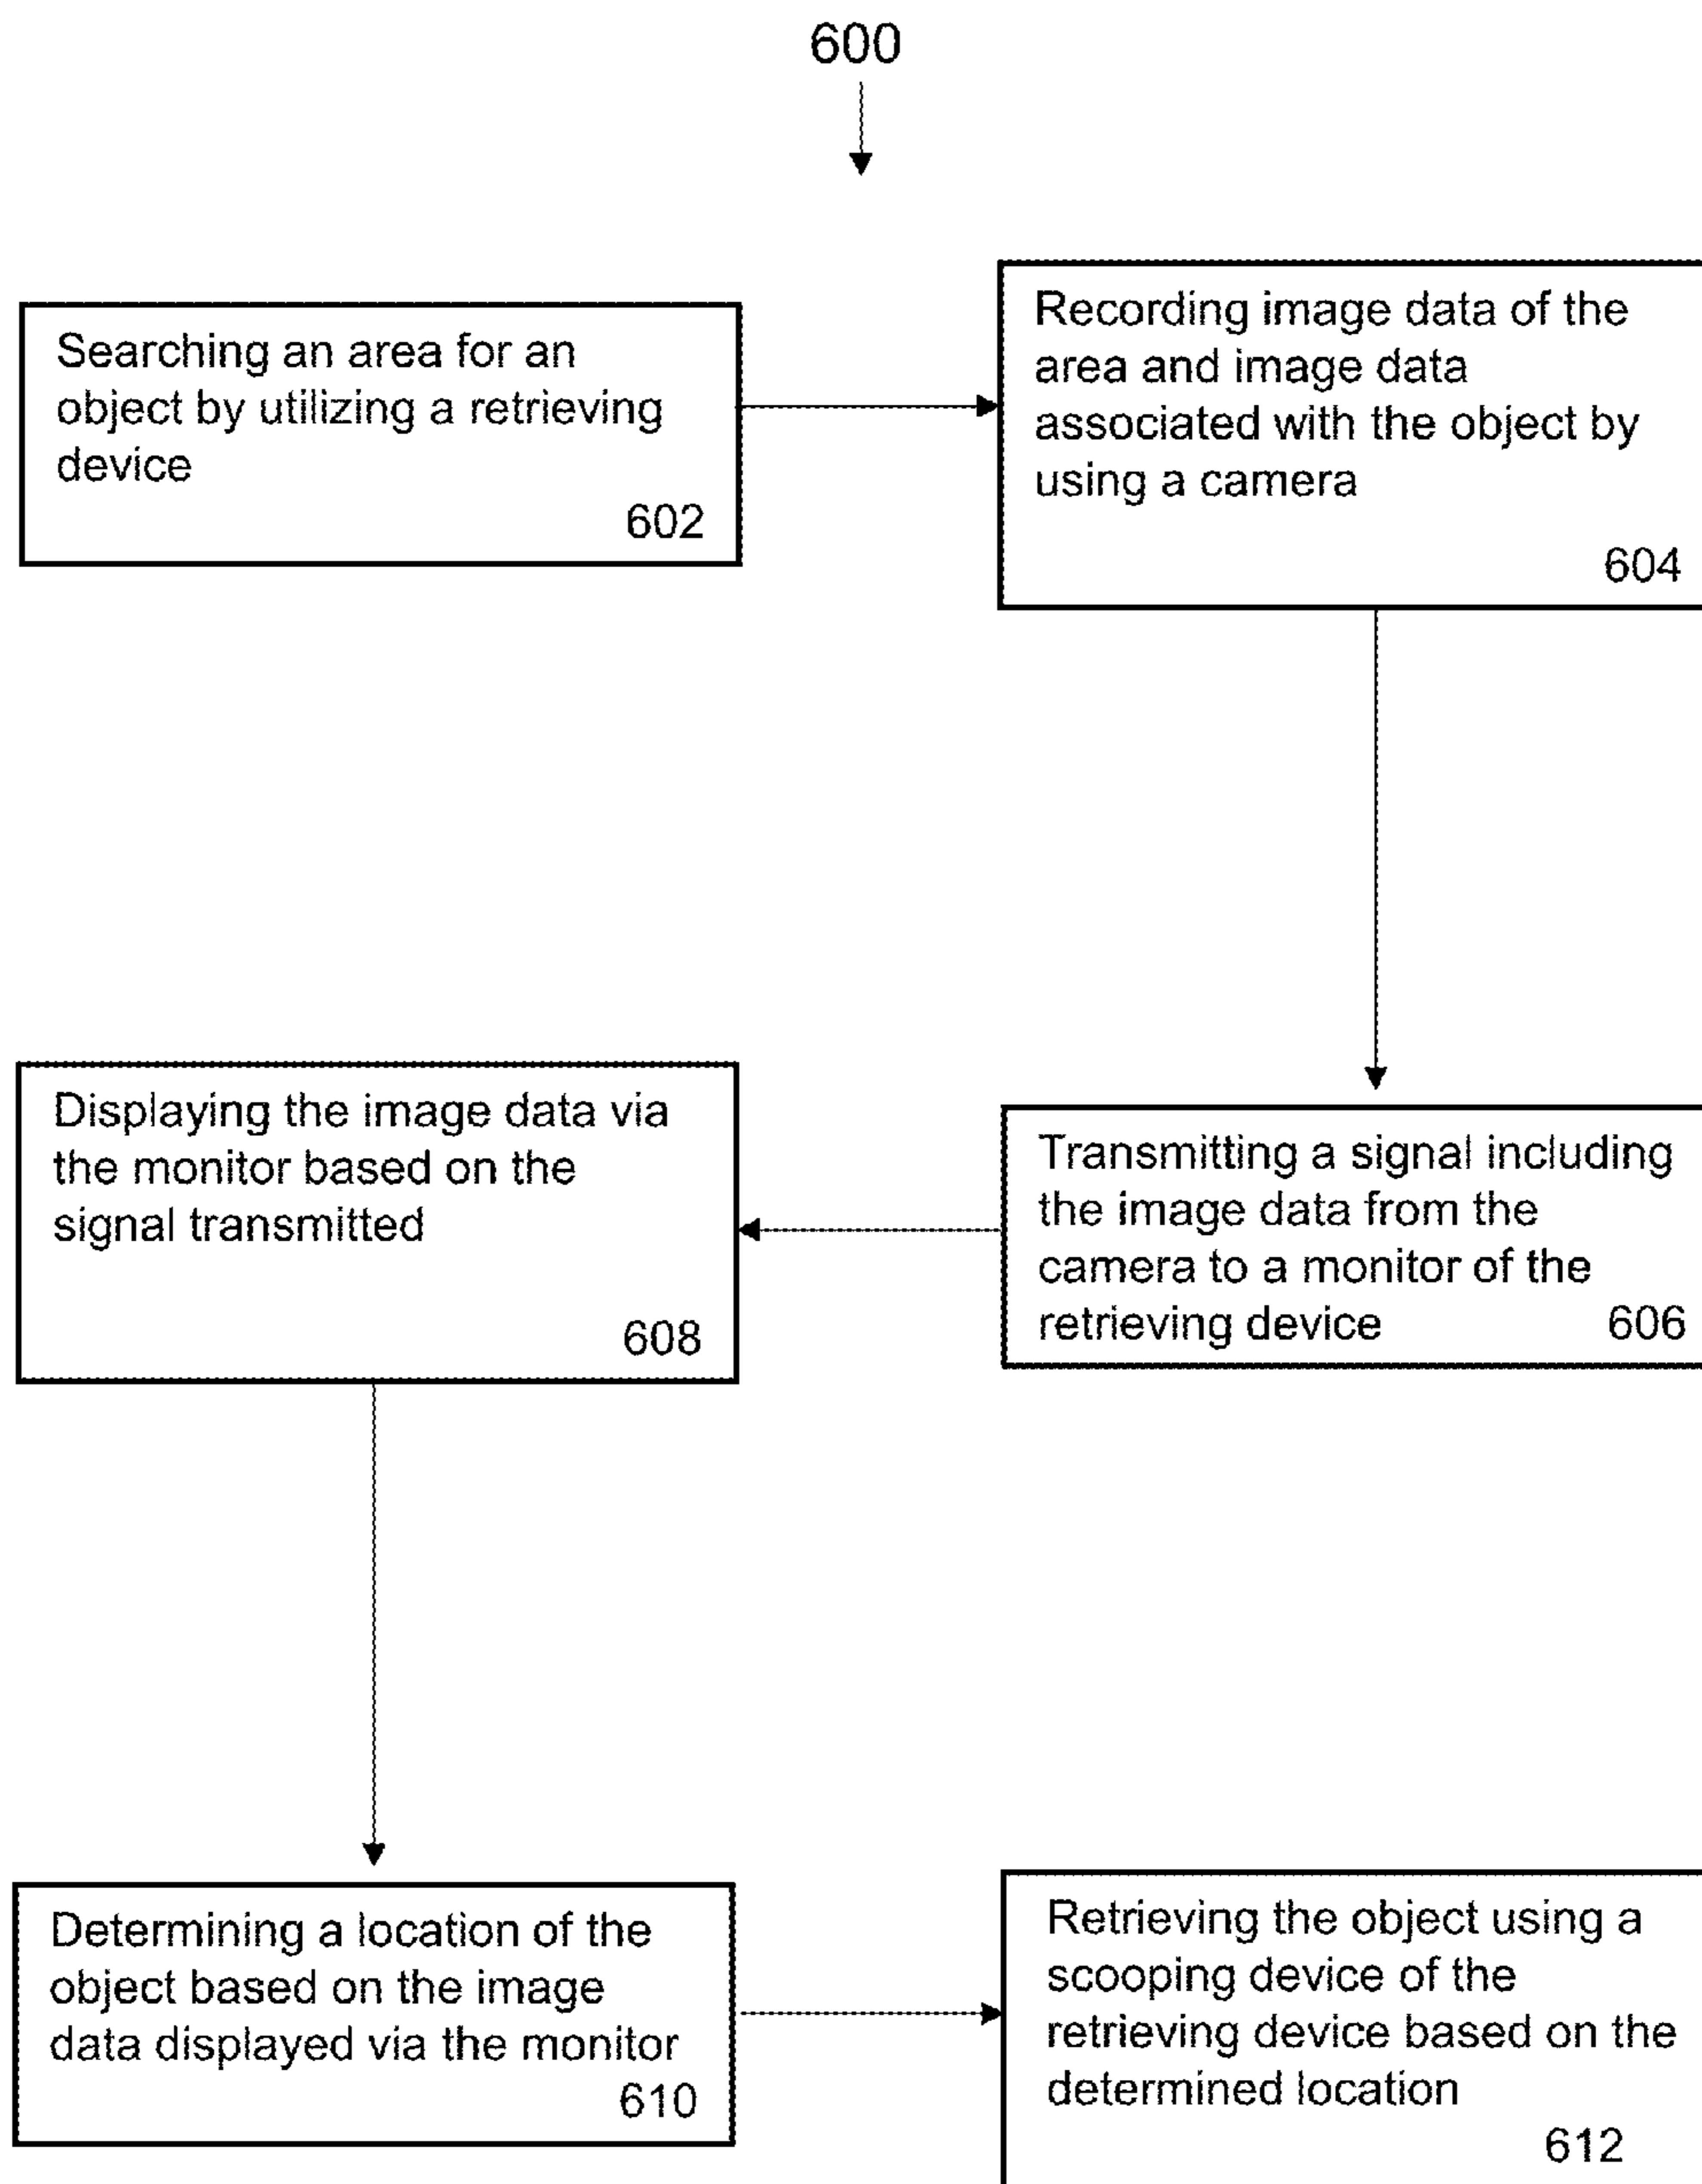 600
Searching an area for an
object by utilizing a retrieving
device
602
Recording image data of the
area and image data
associated with the object by
using a camera
604
Transmitting a signal including
the image data from the
camera to a monitor of the
retrieving device 606
Displaying the image data via
the monitor based on the
signal transmitted
608
Determining a location of the
object based on the image
data displayed via the monitor
610
Retrieving the object using a
scooping device of the
retrieving device based on the
determined location
612